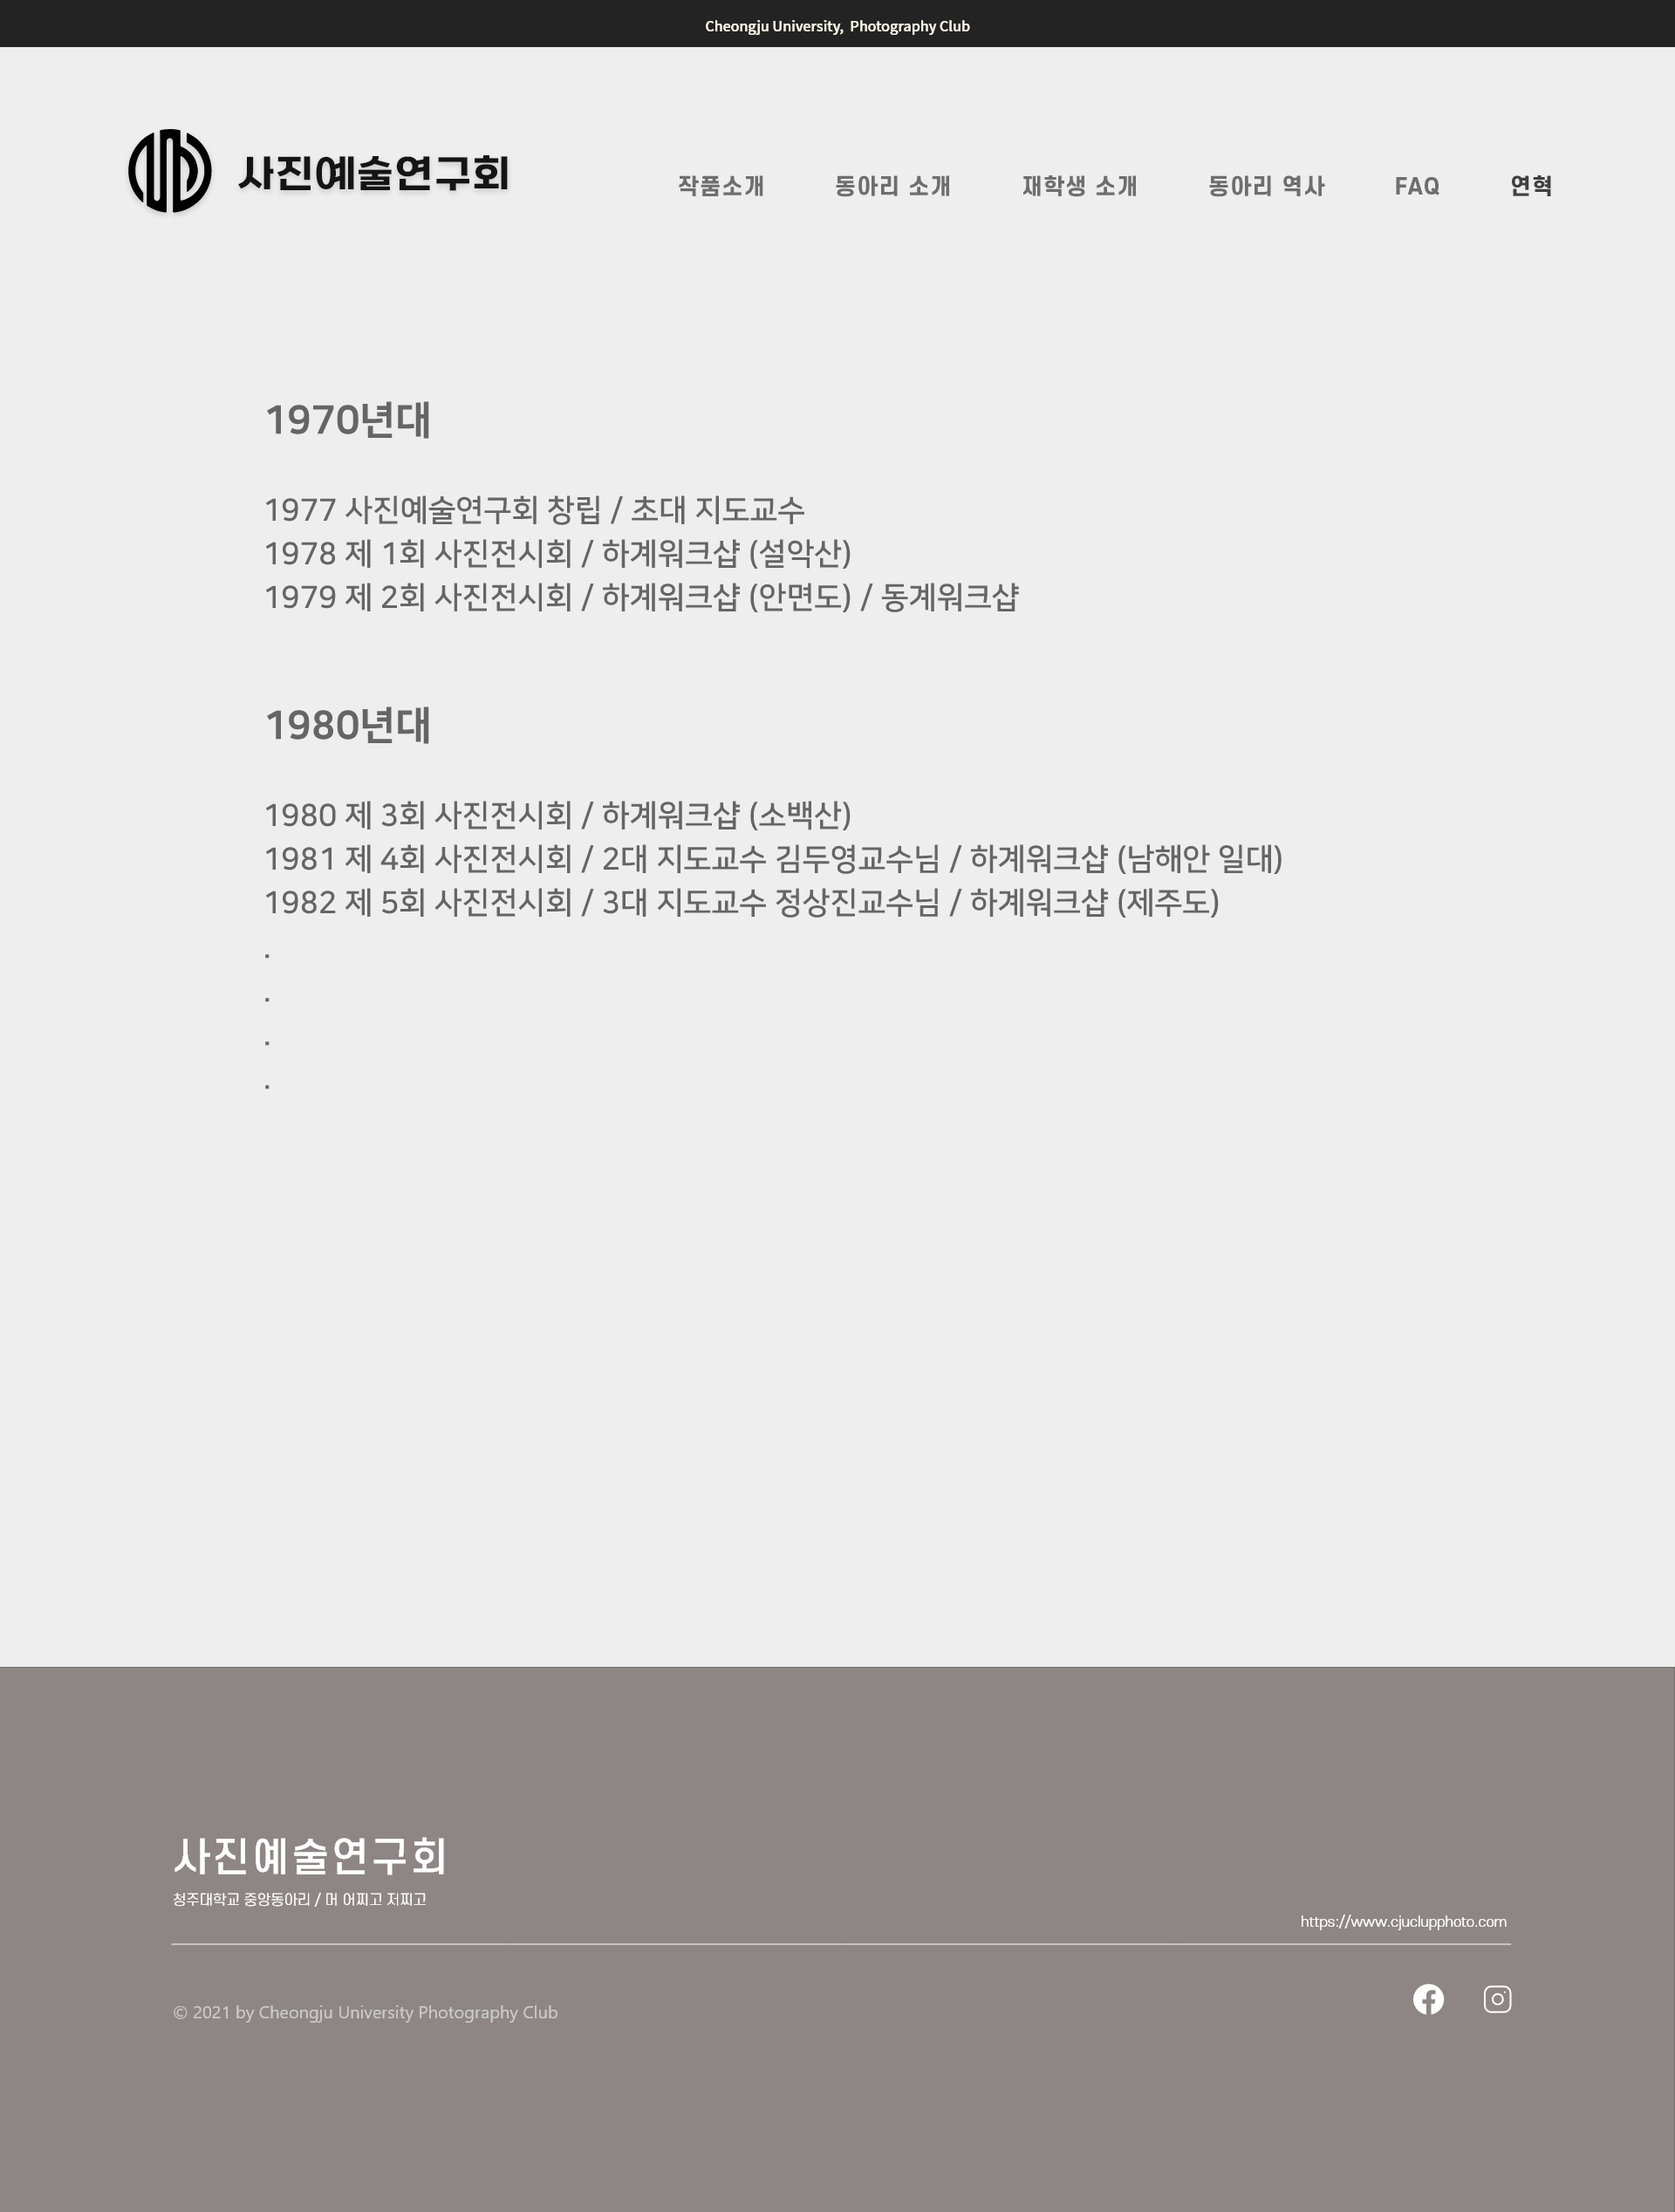 Cheongju University, Photography Club
사진예술연구회
작품소개 동아리 소개 재학생 소개 동아리 역사 FAQ 연혁
1970년대
1977 사진예술연구회 창립 / 초대 지도교수
1978 제 1회 사진전시회 / 하계워크샵 (설악산)
1979 제 2회 사진전시회 / 하계워크샵 (안면도) / 동계워크샵
1980년대
1980 제 3회 사진전시회 / 하계워크샵 (소백산)
1981 제 4회 사진전시회 / 2대 지도교수 김두영교수님 / 하계워크샵 (남해안 일대)
1982 제 5회 사진전시회 / 3대 지도교수 정상진교수님 / 하계워크샵 (제주도)
.
.
.
.
사진예술연구회
청주대학교 중앙동아리 / 머 어찌고 저찌고
https://www.cjuclupphoto.com
© 2021 by Cheongju University Photography Club